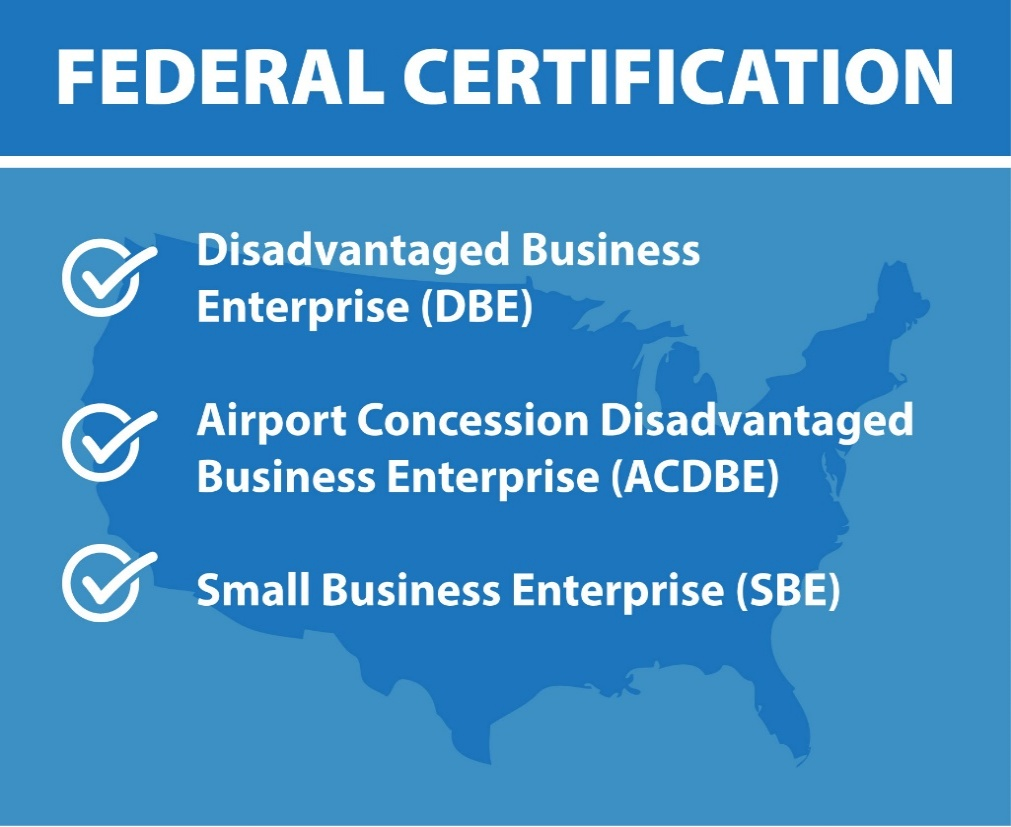 FEDERAL CERTIFICATION
Disadvantaged Business
Enterprise (DBE)
Airport Concession Disadvantaged
Business Enterprise (ACDBE)
Small Business Enterprise (SBE)